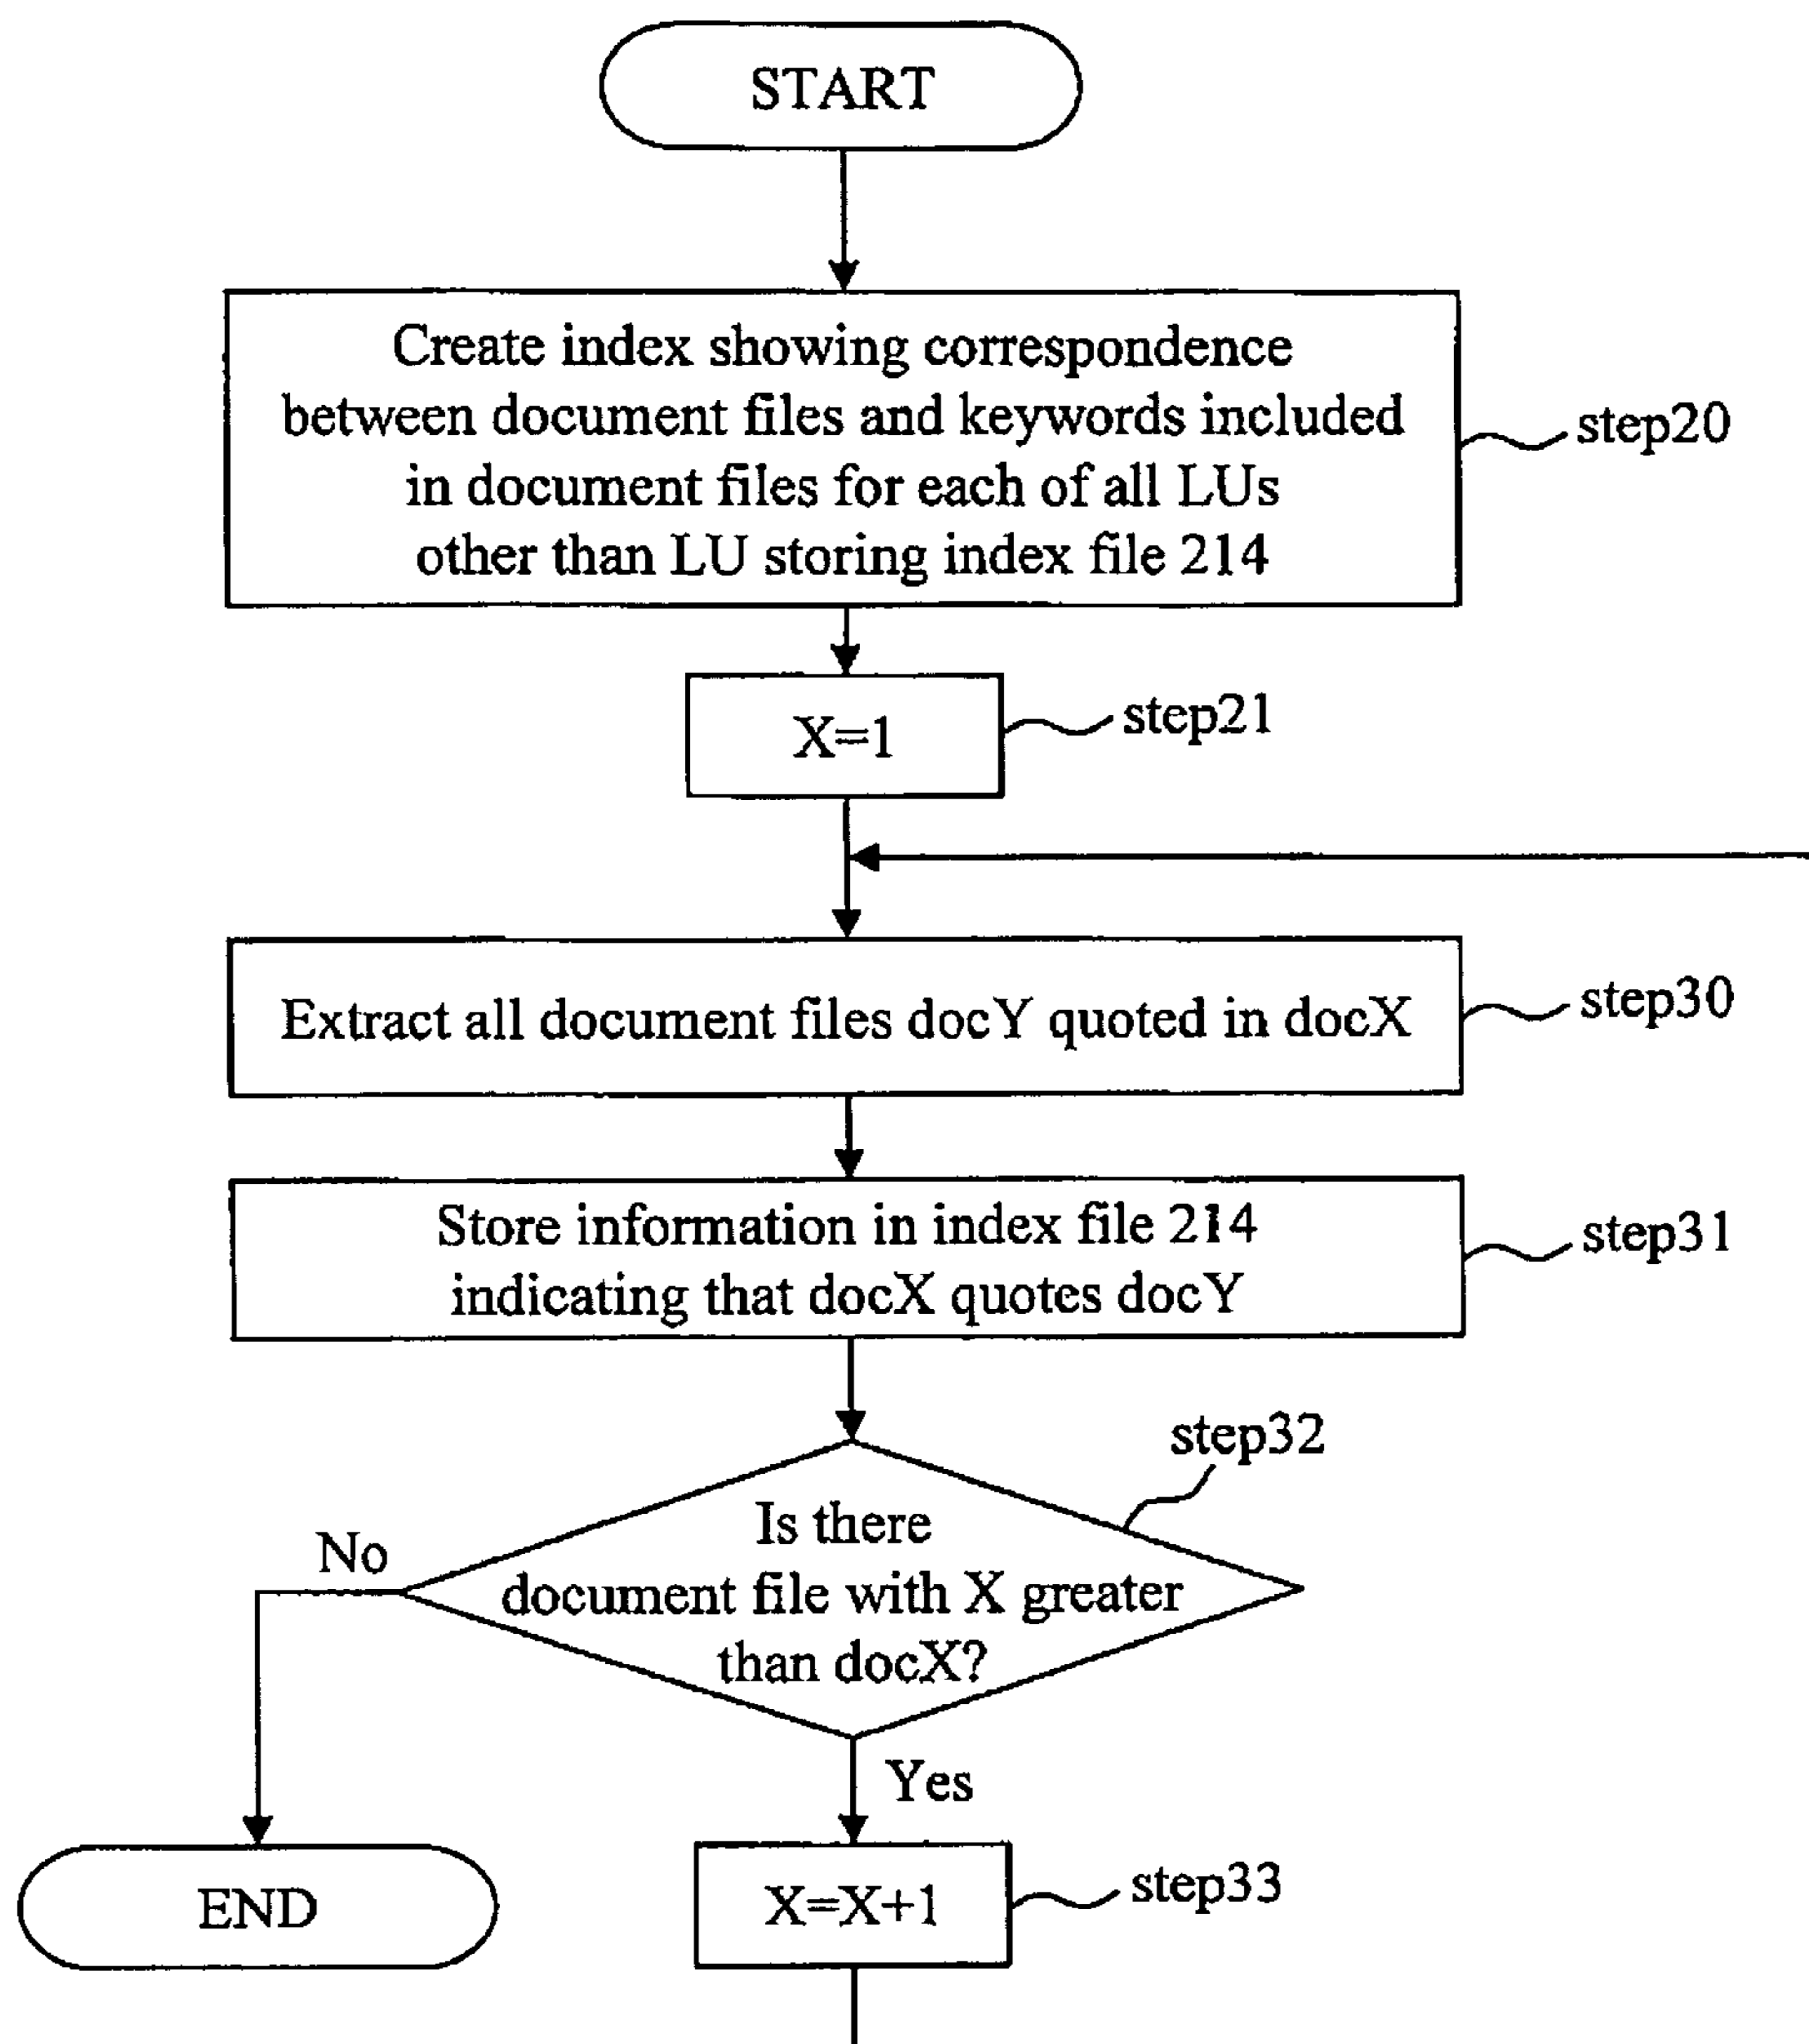 START
Create index showing correspondence
between document files and keywords included
in document files for each of all LUs
other than LU storing index file 214
step20
X=1
step21
Extract all document files docY quoted in docX
step30
Store information in index file 214
indicating that docX quotes docY
step31
step32
Is there
document file with X greater
than docX?
No
Yes
END
X=X+1
step33